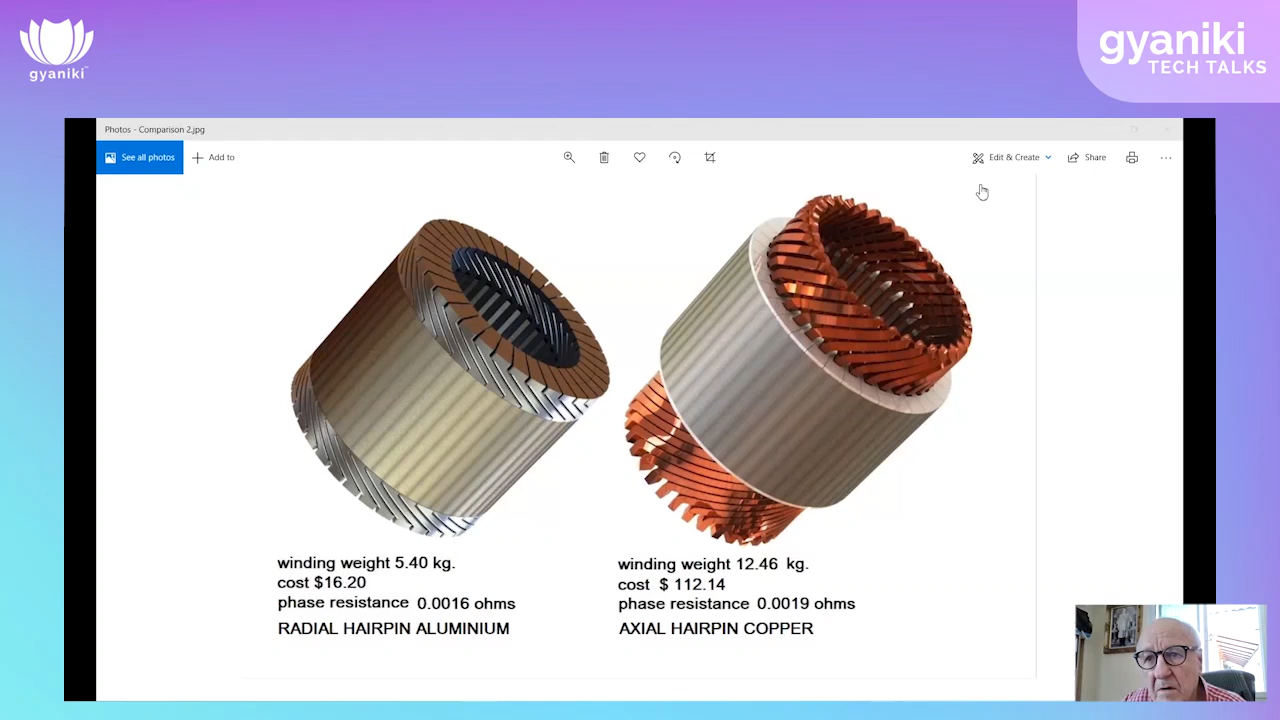 gyaniki™
gyaniki
TECH TALKS
Photos - Comparison 2.jpg
See all photos
Add to
Edit & Create
Share
winding weight 5.40 kg.
cost $16.20
phase resistance 0.0016 ohms
RADIAL HAIRPIN ALUMINIUM
winding weight 12.46 kg.
cost $ 112.14
phase resistance 0.0019 ohms
AXIAL HAIRPIN COPPER